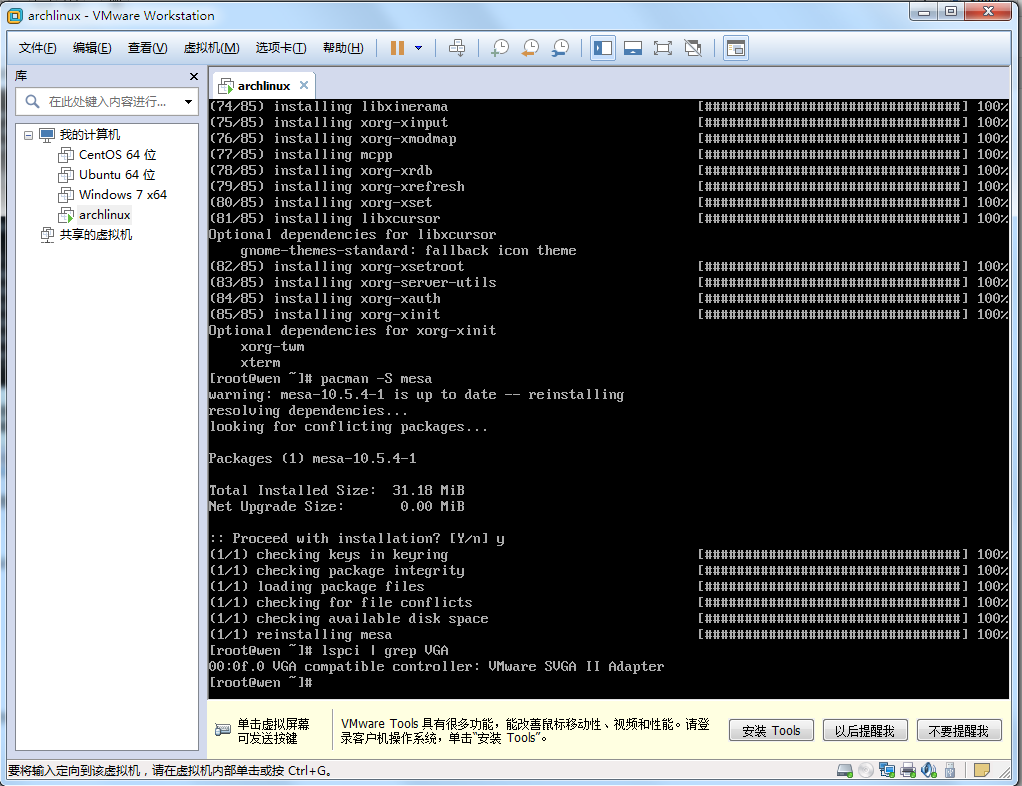 archlinux - VMware Workstation
文件(F) 编辑(E) 查看(V) 虚拟机(M) 选项卡(T) 帮助(H)
库
在此处键入内容进行...
我的计算机
CentOS 64 位
Ubuntu 64 位
Windows 7 x64
archlinux
共享的虚拟机
archlinux
(74/85) installing libxinerama [################################] 100%
(75/85) installing xorg-xinput [################################] 100%
(76/85) installing xorg-xmodmap [################################] 100%
(77/85) installing mcpp [################################] 100%
(78/85) installing xorg-xrdb [################################] 100%
(79/85) installing xorg-xrefresh [################################] 100%
(80/85) installing xorg-xset [################################] 100%
(81/85) installing libxcursor [################################] 100%
Optional dependencies for libxcursor
gnome-themes-standard: fallback icon theme
(82/85) installing xorg-xsetroot [################################] 100%
(83/85) installing xorg-server-utils [################################] 100%
(84/85) installing xorg-xauth [################################] 100%
(85/85) installing xorg-xinit [################################] 100%
Optional dependencies for xorg-xinit
xorg-twm
xterm
[root@wen ~]# pacman -S mesa
warning: mesa-10.5.4-1 is up to date -- reinstalling
resolving dependencies...
looking for conflicting packages...
Packages (1) mesa-10.5.4-1
Total Installed Size: 31.18 MiB
Net Upgrade Size: 0.00 MiB
:: Proceed with installation? [Y/n] y
(1/1) checking keys in keyring [################################] 100%
(1/1) checking package integrity [################################] 100%
(1/1) loading package files [################################] 100%
(1/1) checking for file conflicts [################################] 100%
(1/1) checking available disk space [################################] 100%
(1/1) reinstalling mesa [################################] 100%
[root@wen ~]# lspci | grep VGA
00:0f.0 VGA compatible controller: VMware SVGA II Adapter
[root@wen ~]#
单击虚拟屏幕
可发送按键
VMware Tools 具有很多功能，能改善鼠标移动性、视频和性能。请登
录客户机操作系统，单击“安装 Tools”。
安装 Tools
以后提醒我
不要提醒我
要将输入定向到该虚拟机，请在虚拟机内部单击或按 Ctrl+G。